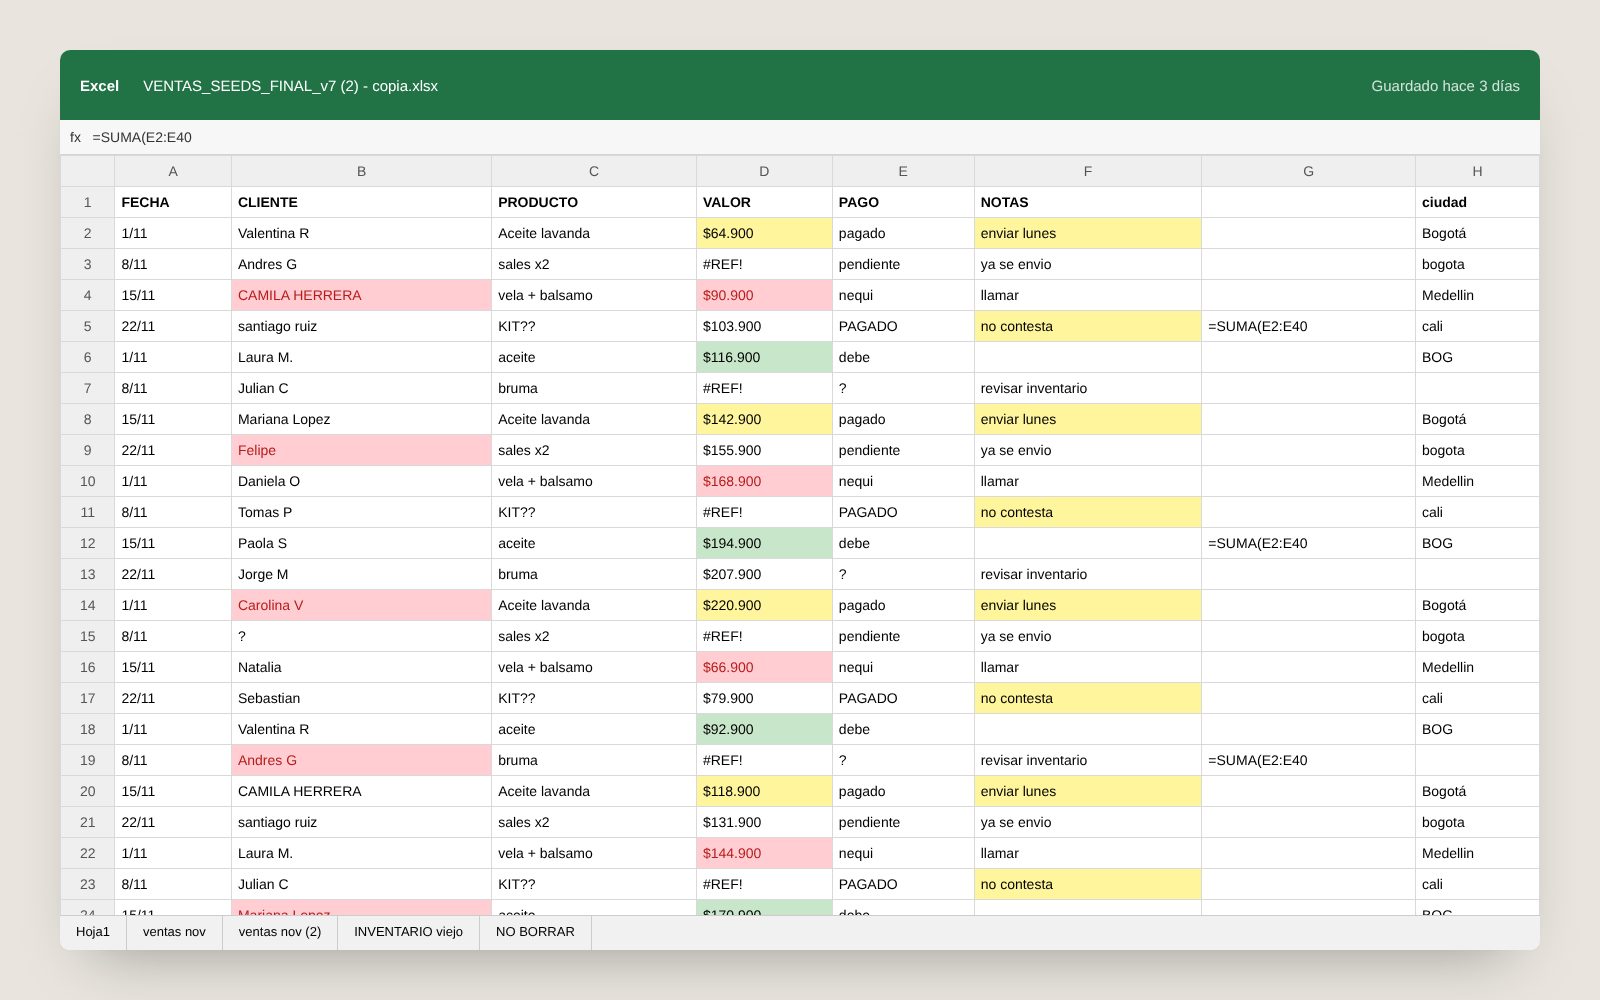 Excel VENTAS_SEEDS_FINAL_v7 (2) - copia.xlsx Guardado hace 3 días
fx =SUMA(E2:E40
A B C D E F G H
1 FECHA CLIENTE PRODUCTO VALOR PAGO NOTAS ciudad
2 1/11 Valentina R Aceite lavanda $64.900 pagado enviar lunes Bogotá
3 8/11 Andres G sales x2 #REF! pendiente ya se envio bogota
4 15/11 CAMILA HERRERA vela + balsamo $90.900 nequi llamar Medellin
5 22/11 santiago ruiz KIT?? $103.900 PAGADO no contesta =SUMA(E2:E40 cali
6 1/11 Laura M. aceite $116.900 debe BOG
7 8/11 Julian C bruma #REF! ? revisar inventario
8 15/11 Mariana Lopez Aceite lavanda $142.900 pagado enviar lunes Bogotá
9 22/11 Felipe sales x2 $155.900 pendiente ya se envio bogota
10 1/11 Daniela O vela + balsamo $168.900 nequi llamar Medellin
11 8/11 Tomas P KIT?? #REF! PAGADO no contesta cali
12 15/11 Paola S aceite $194.900 debe =SUMA(E2:E40 BOG
13 22/11 Jorge M bruma $207.900 ? revisar inventario
14 1/11 Carolina V Aceite lavanda $220.900 pagado enviar lunes Bogotá
15 8/11 ? sales x2 #REF! pendiente ya se envio bogota
16 15/11 Natalia vela + balsamo $66.900 nequi llamar Medellin
17 22/11 Sebastian KIT?? $79.900 PAGADO no contesta cali
18 1/11 Valentina R aceite $92.900 debe BOG
19 8/11 Andres G bruma #REF! ? revisar inventario =SUMA(E2:E40
20 15/11 CAMILA HERRERA Aceite lavanda $118.900 pagado enviar lunes Bogotá
21 22/11 santiago ruiz sales x2 $131.900 pendiente ya se envio bogota
22 1/11 Laura M. vela + balsamo $144.900 nequi llamar Medellin
23 8/11 Julian C KIT?? #REF! PAGADO no contesta cali
24 15/11 Mariana Lopez aceite $170.900 debe BOG
Hoja1 ventas nov ventas nov (2) INVENTARIO viejo NO BORRAR